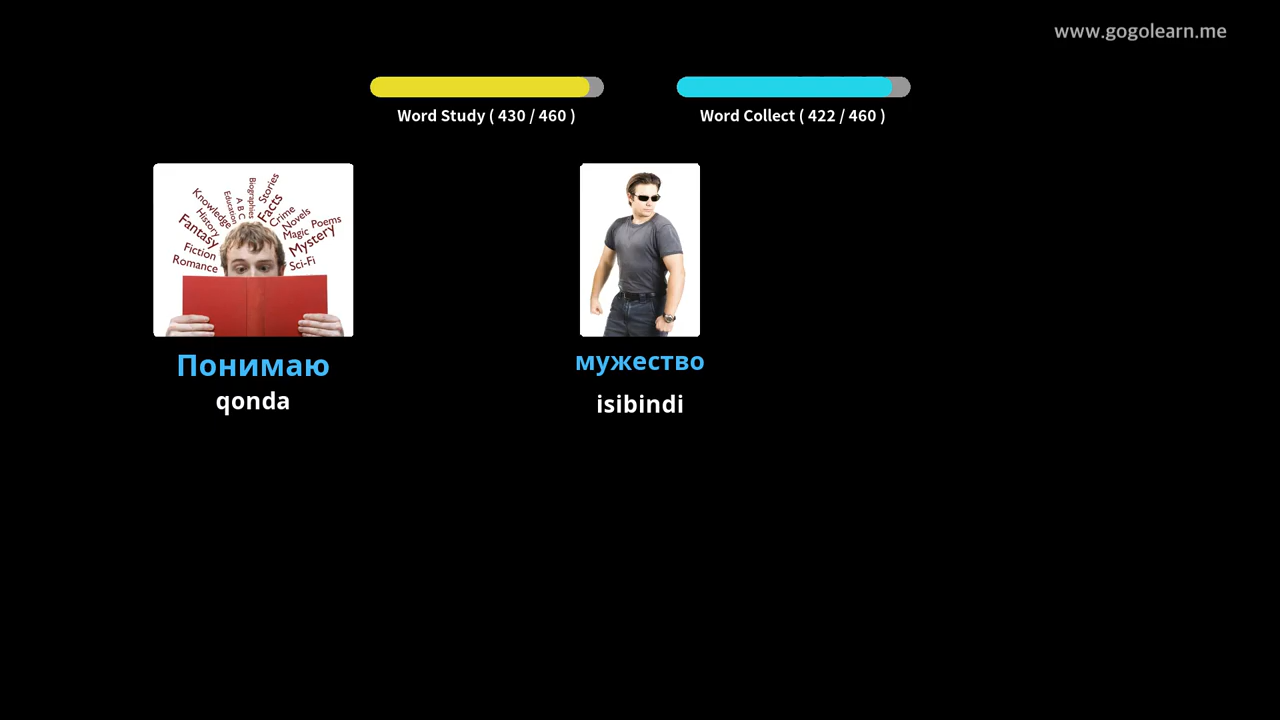 www.gogolearn.me
Word Study ( 430 / 460 )
Word Collect ( 422 / 460 )
Knowledge
Education
A B C
Biographies
Stories
Facts
History
Crime
Novels
Fantasy
Magic
Poems
Mystery
Fiction
Romance
Sci-Fi
Понимаю
qonda
мужество
isibindi